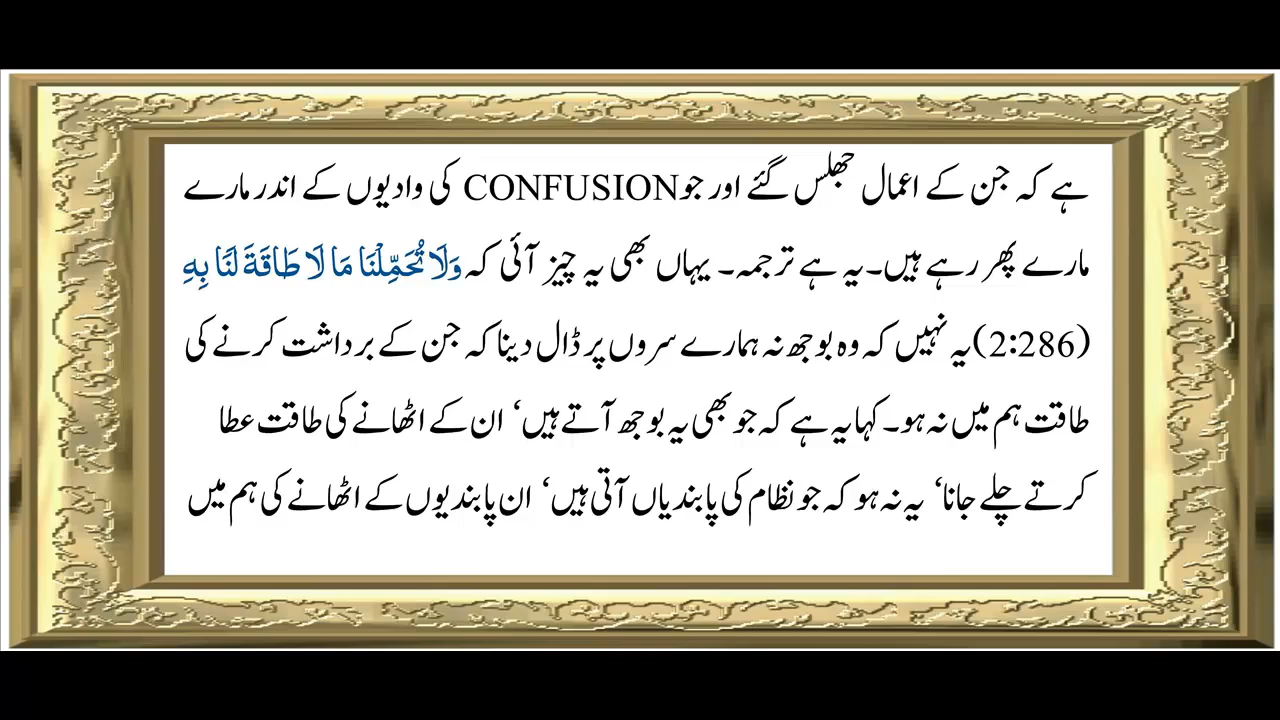 ہے کہ جن کے اعمال جھلس گئے اور جو CONFUSION کی وادیوں کے اندر مارے
مارے پھر رہے ہیں۔ یہ ہے ترجمہ۔ یہاں بھی یہ چیز آئی کہ وَلَا تُحَمِّلْنَا مَا لَا طَاقَةَ لَنَا بِهِ
(2:286) یہ نہیں کہ وہ بوجھ نہ ہمارے سروں پر ڈال دینا کہ جن کے برداشت کرنے کی
طاقت ہم میں نہ ہو۔ کہا یہ ہے کہ جو بھی یہ بوجھ آتے ہیں‘ ان کے اٹھانے کی طاقت عطا
کرتے چلے جانا‘ یہ نہ ہو کہ جو نظام کی پابندیاں آتی ہیں‘ ان پابندیوں کے اٹھانے کی ہم میں